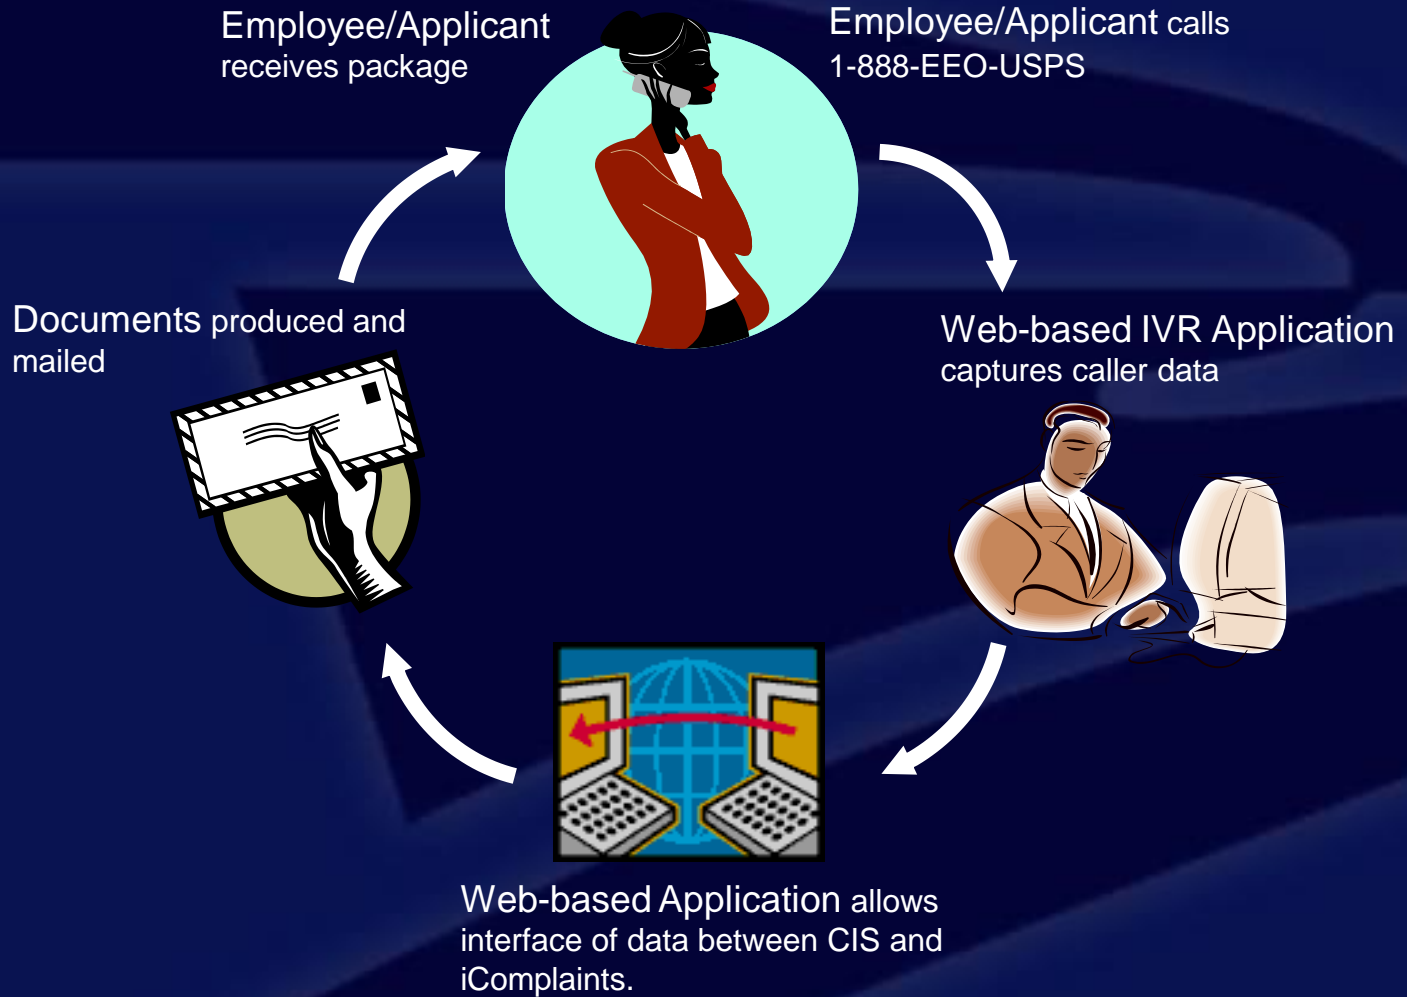 Employee/Applicant
receives package
Employee/Applicant calls
1-888-EEO-USPS
Documents produced and
mailed
Web-based IVR Application
captures caller data
Web-based Application allows
interface of data between CIS and
iComplaints.